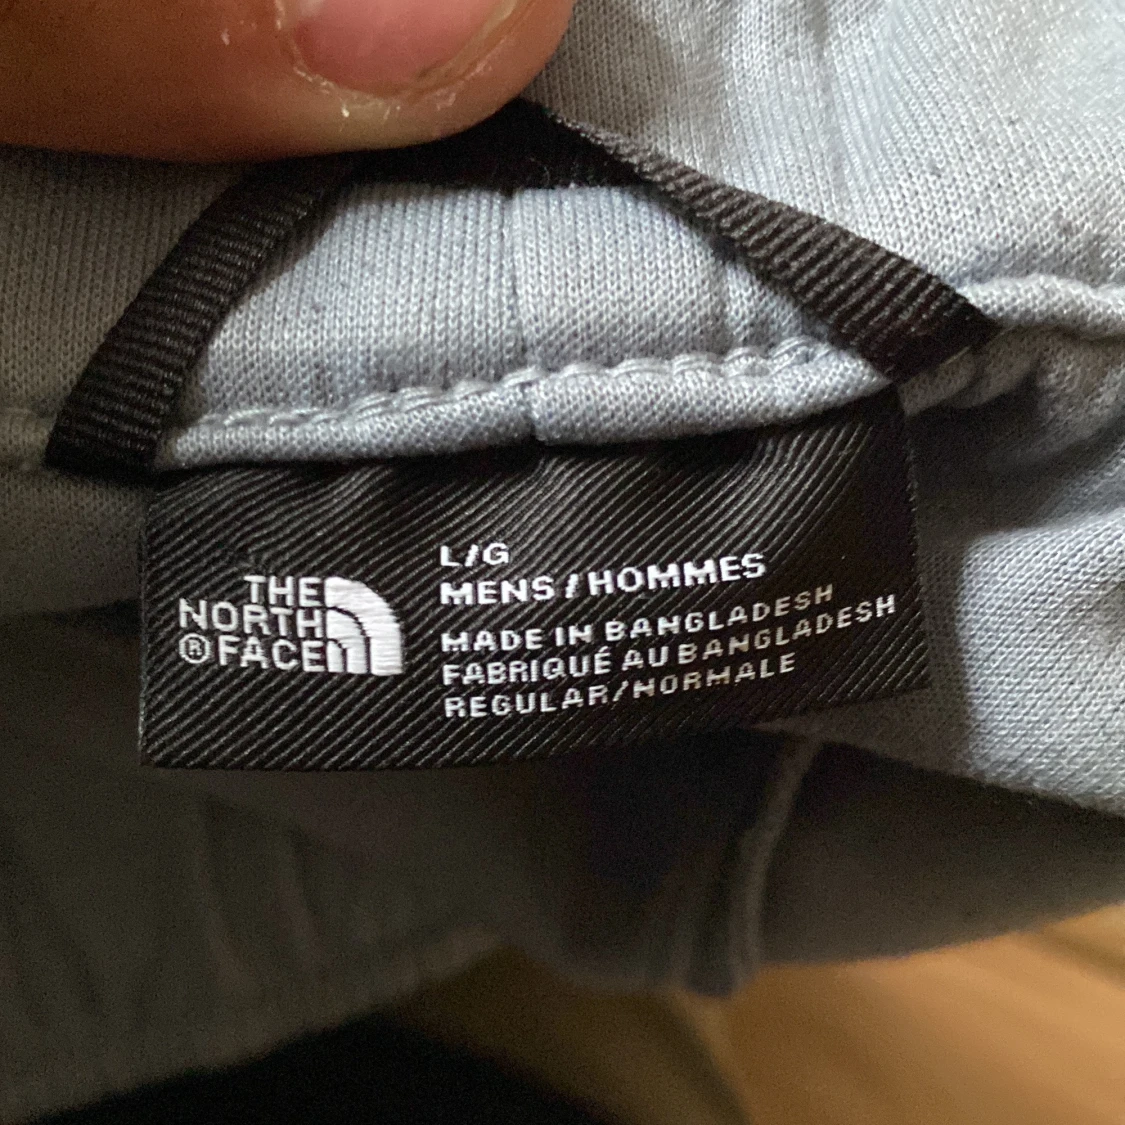 THE
NORTH
® FACE
L/G
MENS/HOMMES
MADE IN BANGLADESH
FABRIQUÉ AU BANGLADESH
REGULAR/NORMALE